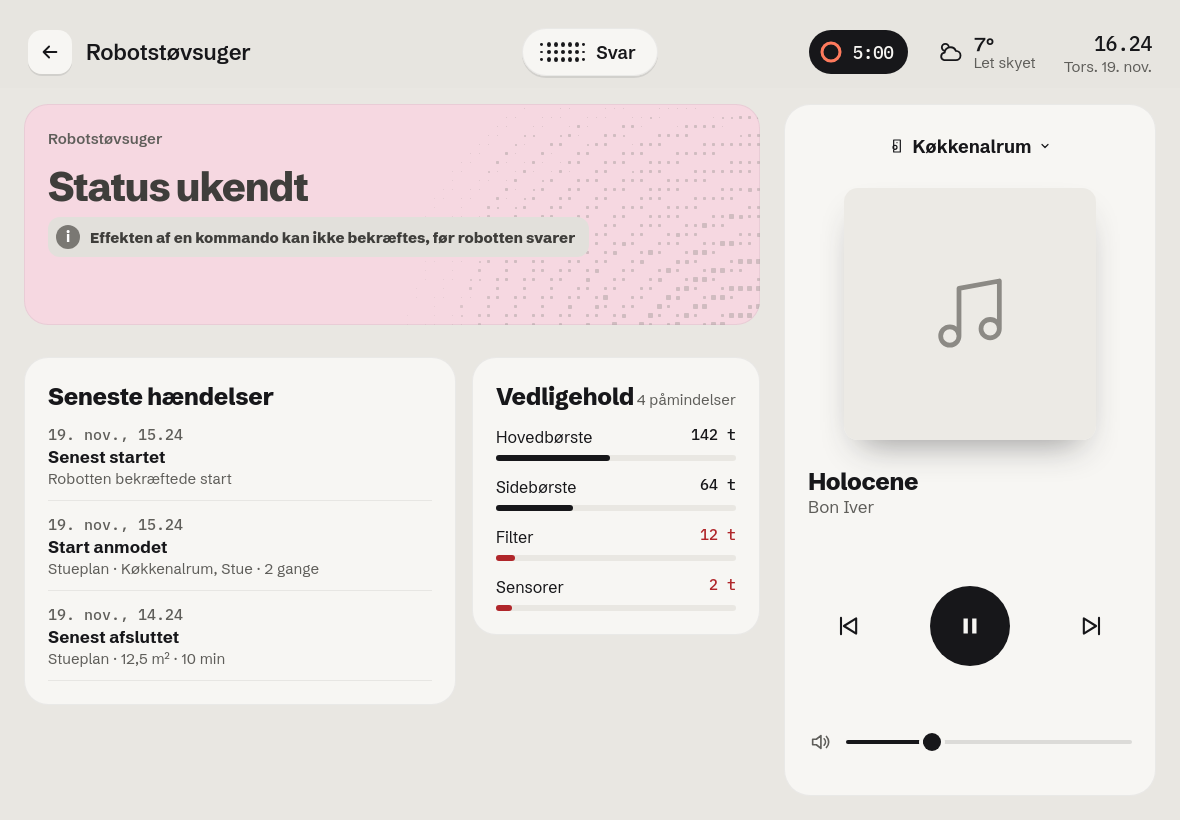 Robotstøvsuger
Svar
5:00
7°
Let skyet
16.24
Tors. 19. nov.
Robotstøvsuger
Status ukendt
i Effekten af en kommando kan ikke bekræftes, før robotten svarer
Seneste hændelser
19. nov., 15.24
Senest startet
Robotten bekræftede start
19. nov., 15.24
Start anmodet
Stueplan · Køkkenalrum, Stue · 2 gange
19. nov., 14.24
Senest afsluttet
Stueplan · 12,5 m² · 10 min
Vedligehold 4 påmindelser
Hovedbørste 142 t
Sidebørste 64 t
Filter 12 t
Sensorer 2 t
Køkkenalrum
Holocene
Bon Iver